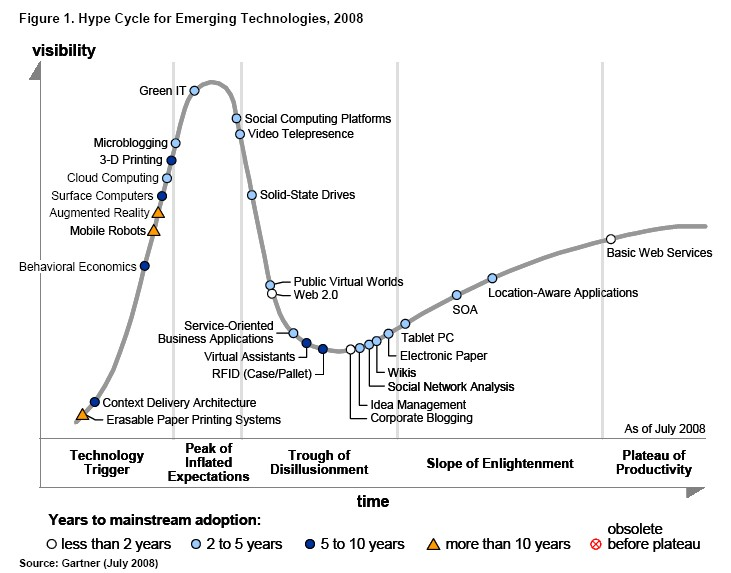 Figure 1. Hype Cycle for Emerging Technologies, 2008
visibility
Green IT
Social Computing Platforms
Video Telepresence
Microblogging
3-D Printing
Cloud Computing
Surface Computers
Augmented Reality
Mobile Robots
Solid-State Drives
Basic Web Services
Behavioral Economics
Public Virtual Worlds
Web 2.0
Location-Aware Applications
SOA
Service-Oriented
Business Applications
Virtual Assistants
RFID (Case/Pallet)
Tablet PC
Electronic Paper
Wikis
Social Network Analysis
Idea Management
Corporate Blogging
Context Delivery Architecture
Erasable Paper Printing Systems
As of July 2008
Technology
Trigger
Peak of
Inflated
Expectations
Trough of
Disillusionment
Slope of Enlightenment
Plateau of
Productivity
time
Years to mainstream adoption:
less than 2 years
2 to 5 years
5 to 10 years
more than 10 years
obsolete
before plateau
Source: Gartner (July 2008)